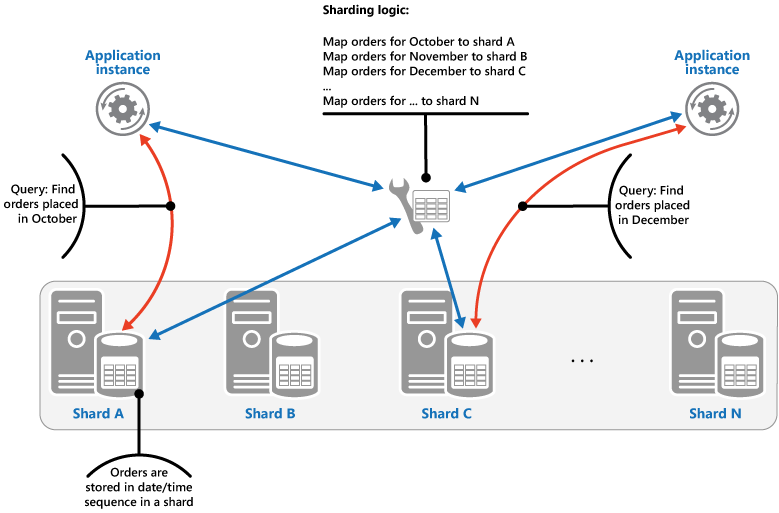 Sharding logic:
Map orders for October to shard A
Map orders for November to shard B
Map orders for December to shard C
...
Map orders for ... to shard N
Application
instance
Application
instance
Query: Find
orders placed
in October
Query: Find
orders placed
in December
...
Shard A
Shard B
Shard C
Shard N
Orders are
stored in date/time
sequence in a shard